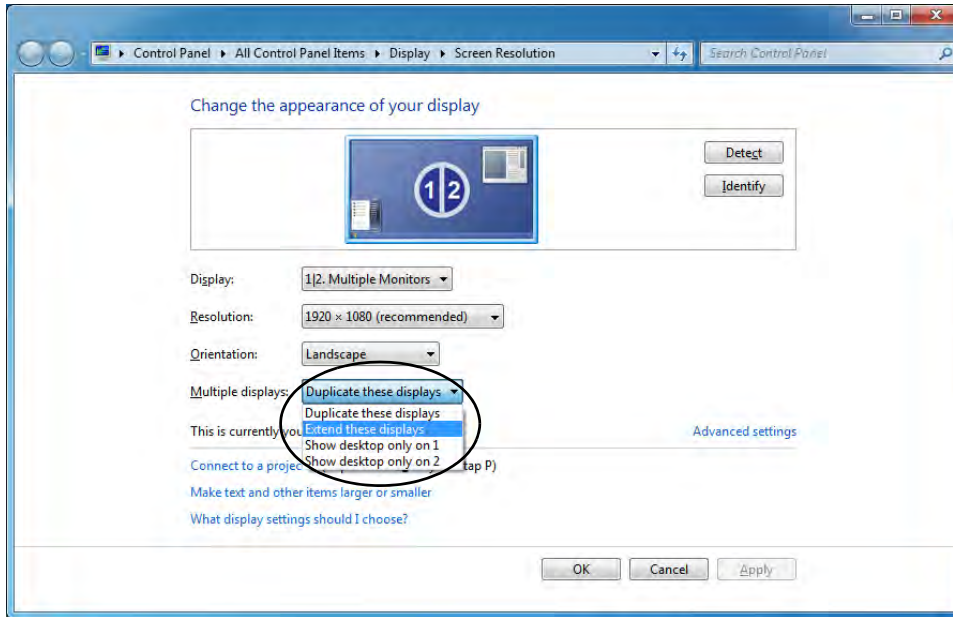 Control Panel ▸ All Control Panel Items ▸ Display ▸ Screen Resolution
Search Control Panel
Change the appearance of your display
1|2
Detect
Identify
Display: 1|2. Multiple Monitors
Resolution: 1920 × 1080 (recommended)
Orientation: Landscape
Multiple displays: Duplicate these displays
Duplicate these displays
This is currently you
Extend these displays
Advanced settings
Show desktop only on 1
Connect to a projec
Show desktop only on 2
tap P)
Make text and other items larger or smaller
What display settings should I choose?
OK
Cancel
Apply